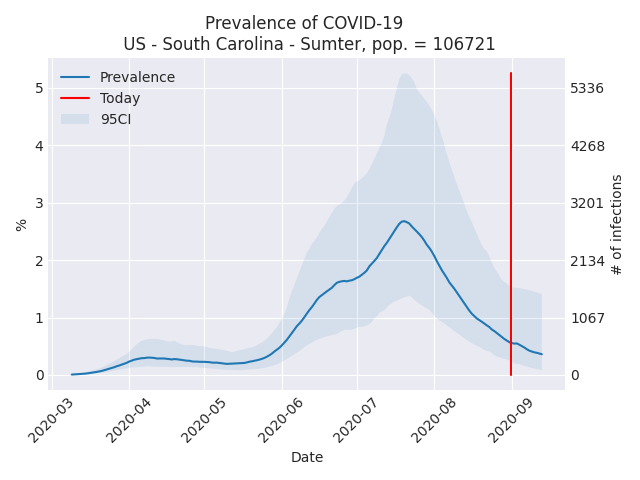 Prevalence of COVID-19
US - South Carolina - Sumter, pop. = 106721
Prevalence
Today
95CI
5
4
3
2
1
0
%
5336
4268
3201
2134
1067
0
# of infections
2020-03
2020-04
2020-05
2020-06
2020-07
2020-08
2020-09
Date